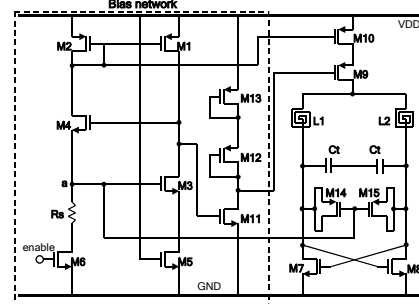 Bias network
VDD
M2
M1
M10
M9
M13
L1
L2
M4
Ct
Ct
M12
a
M3
M14
M15
Rs
M11
enable
M6
M5
GND
M7
M8